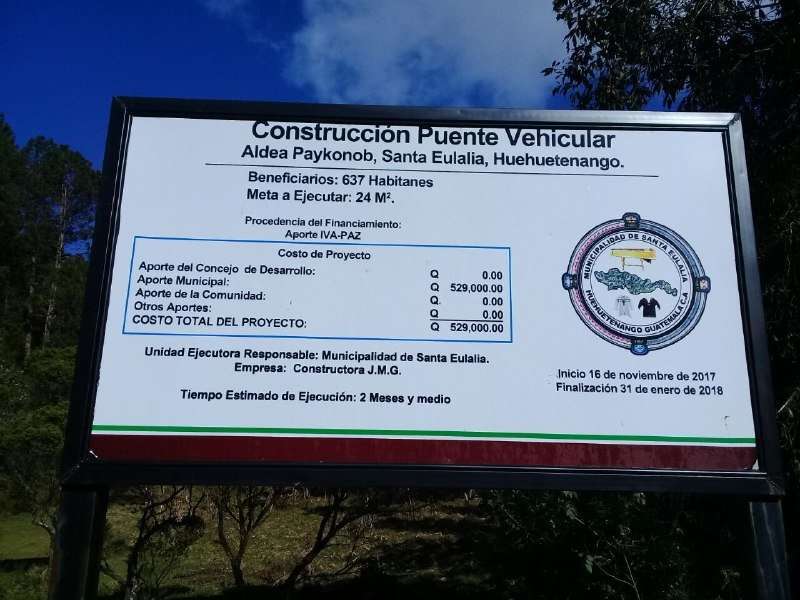 Construcción Puente Vehicular
Aldea Paykonob, Santa Eulalia, Huehuetenango.
Beneficiarios: 637 Habitanes
Meta a Ejecutar: 24 M².
Procedencia del Financiamiento:
Aporte IVA-PAZ
Costo de Proyecto
Aporte del Concejo de Desarrollo: Q 0.00
Aporte Municipal: Q 529,000.00
Aporte de la Comunidad: Q. 0.00
Otros Aportes: Q 0.00
COSTO TOTAL DEL PROYECTO: Q 529,000.00
Unidad Ejecutora Responsable: Municipalidad de Santa Eulalia.
Empresa: Constructora J.M.G.
Tiempo Estimado de Ejecución: 2 Meses y medio
MUNICIPALIDAD DE SANTA EULALIA
HUEHUETENANGO GUATEMALA C.A
Inicio 16 de noviembre de 2017
Finalización 31 de enero de 2018